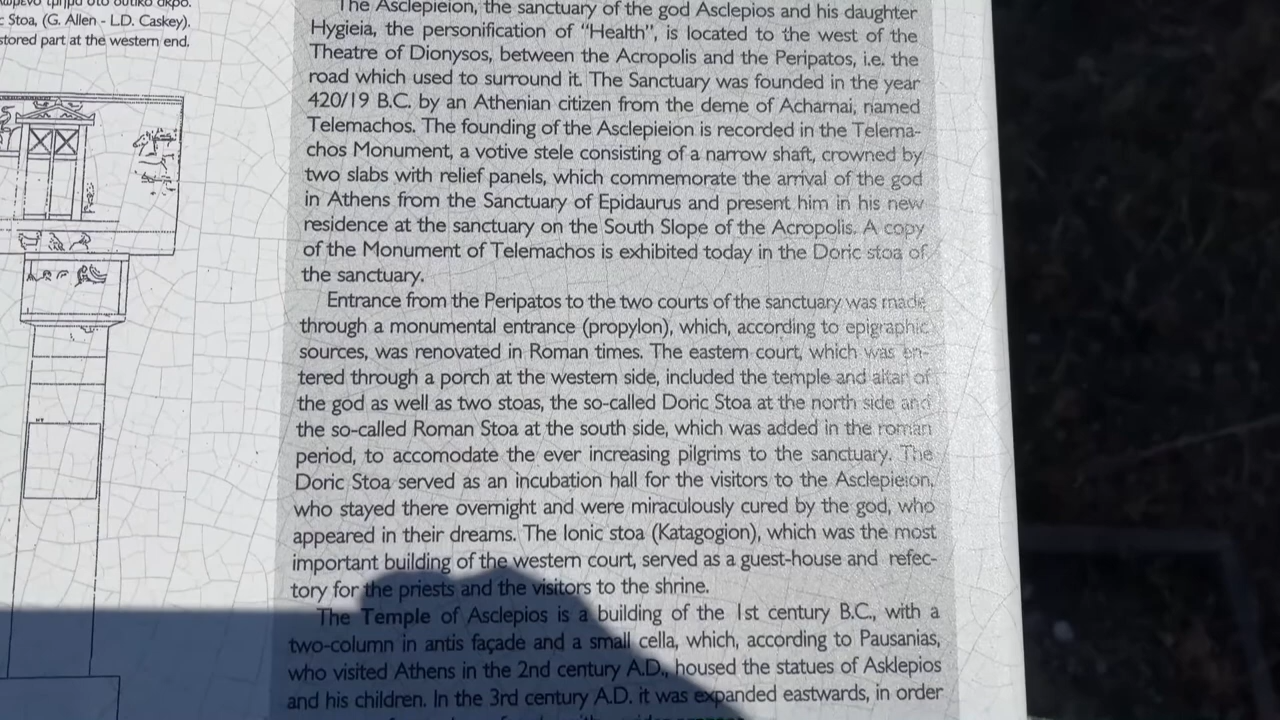 τμήμα στο δυτικό άκρο.
c Stoa, (G. Allen - L.D. Caskey).
stored part at the western end.
The Asclepieion, the sanctuary of the god Asclepios and his daughter
Hygieia, the personification of “Health”, is located to the west of the
Theatre of Dionysos, between the Acropolis and the Peripatos, i.e. the
road which used to surround it. The Sanctuary was founded in the year
420/19 B.C. by an Athenian citizen from the deme of Acharnai, named
Telemachos. The founding of the Asclepieion is recorded in the Telema-
chos Monument, a votive stele consisting of a narrow shaft, crowned by
two slabs with relief panels, which commemorate the arrival of the god
in Athens from the Sanctuary of Epidaurus and present him in his new
residence at the sanctuary on the South Slope of the Acropolis. A copy
of the Monument of Telemachos is exhibited today in the Doric stoa of
the sanctuary.
Entrance from the Peripatos to the two courts of the sanctuary was made
through a monumental entrance (propylon), which, according to epigraphic
sources, was renovated in Roman times. The eastern court, which was en-
tered through a porch at the western side, included the temple and altar of
the god as well as two stoas, the so-called Doric Stoa at the north side and
the so-called Roman Stoa at the south side, which was added in the roman
period, to accomodate the ever increasing pilgrims to the sanctuary. The
Doric Stoa served as an incubation hall for the visitors to the Asclepieion,
who stayed there overnight and were miraculously cured by the god, who
appeared in their dreams. The Ionic stoa (Katagogion), which was the most
important building of the western court, served as a guest-house and refec-
tory for the priests and the visitors to the shrine.
The Temple of Asclepios is a building of the 1st century B.C., with a
two-column in antis façade and a small cella, which, according to Pausanias,
who visited Athens in the 2nd century A.D., housed the statues of Asklepios
and his children. In the 3rd century A.D. it was expanded eastwards, in order